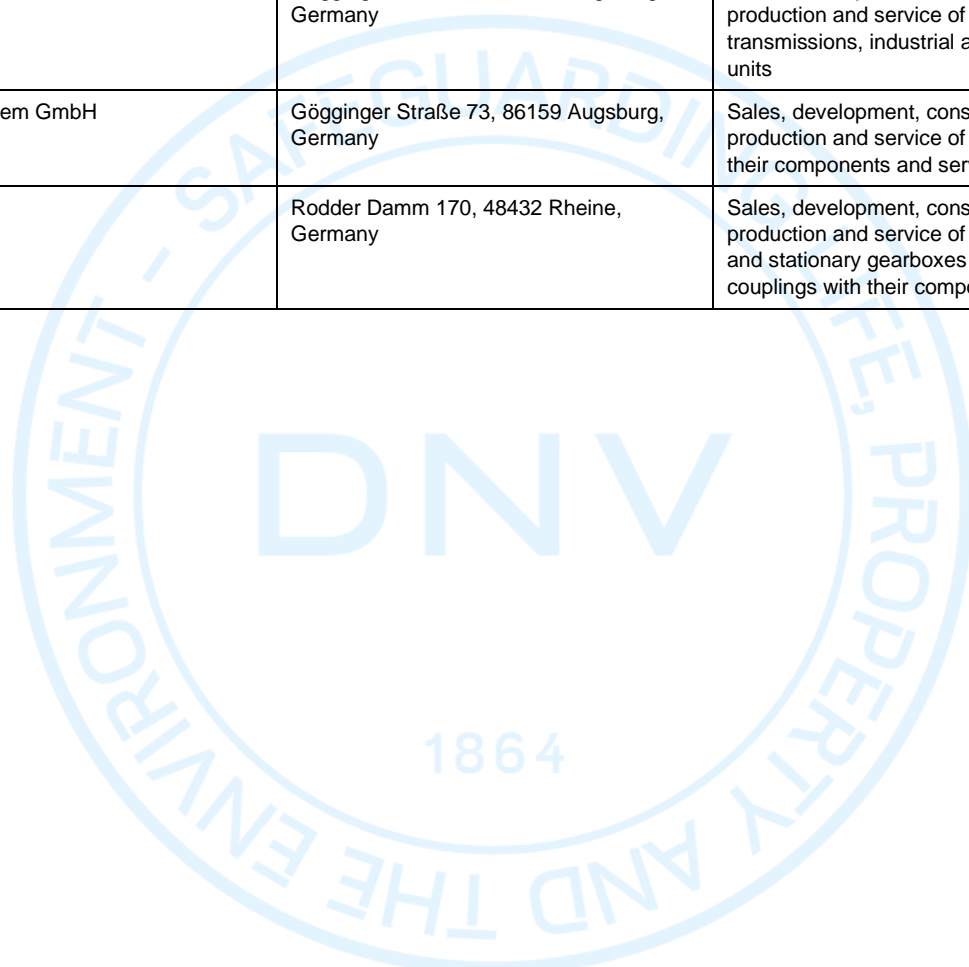 Germany
production and service of
transmissions, industrial a
units
em GmbH
Gögginger Straße 73, 86159 Augsburg,
Germany
Sales, development, cons
production and service of
their components and ser
Rodder Damm 170, 48432 Rheine,
Germany
Sales, development, cons
production and service of
and stationary gearboxes
couplings with their compo
SAFEGUARDING LIFE, PROPERTY AND THE ENVIRONMENT -
DNV
1864